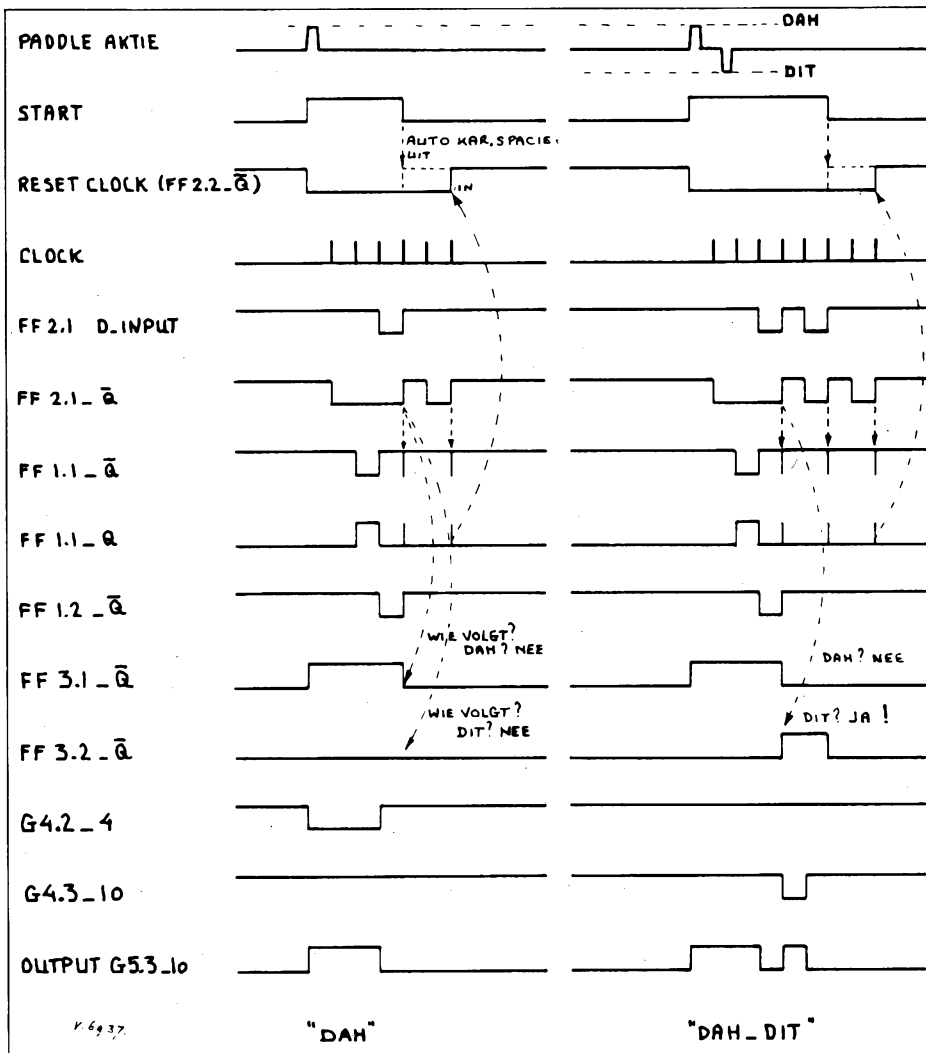 DAH
PADDLE AKTIE
DIT
START
AUTO KAR. SPACIE:
UIT
RESET CLOCK (FF2.2_Q̅)
IN
CLOCK
FF 2.1 D_INPUT
FF 2.1_Q̅
FF 1.1_Q̅
FF 1.1_Q
FF 1.2_Q̅
WIE VOLGT?
DAH? NEE
DAH? NEE
FF 3.1_Q̅
WIE VOLGT?
DIT? NEE
DIT? JA !
FF 3.2_Q̅
G4.2_4
G4.3_10
OUTPUT G5.3_10
"DAH"
"DAH_DIT"